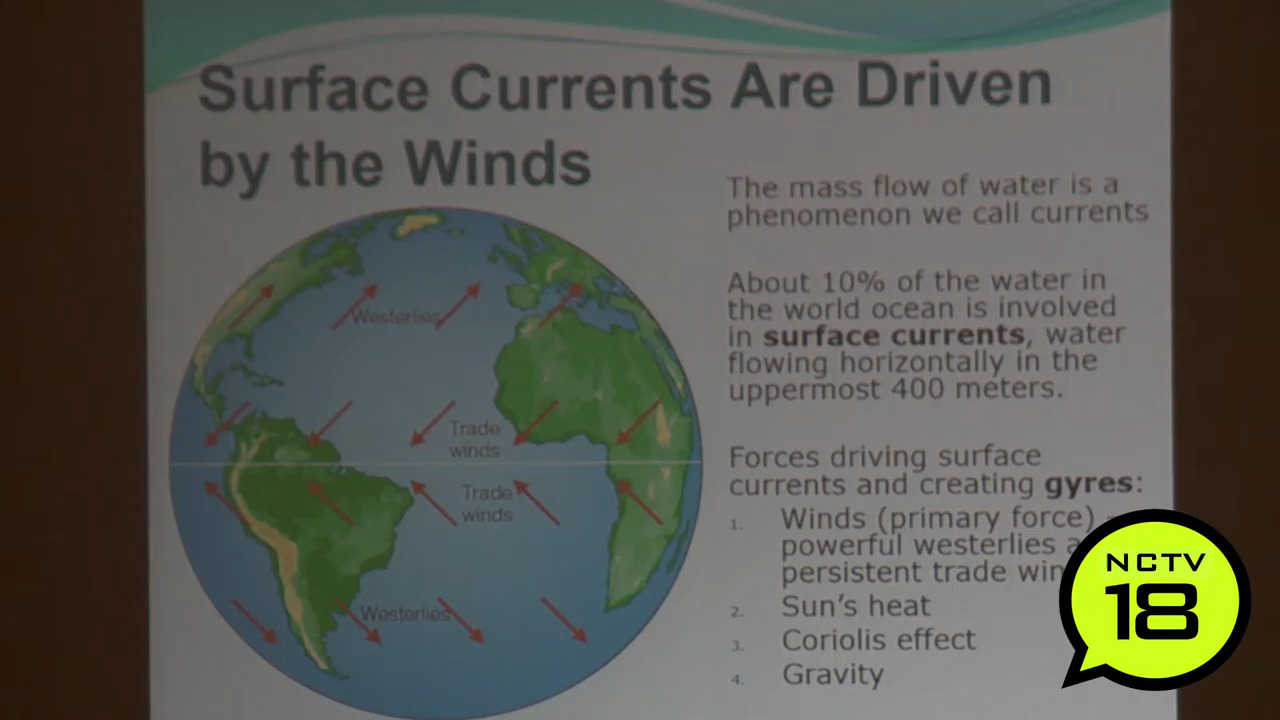 Surface Currents Are Driven
by the Winds
The mass flow of water is a
phenomenon we call currents
About 10% of the water in
the world ocean is involved
in surface currents, water
flowing horizontally in the
uppermost 400 meters.
Forces driving surface
currents and creating gyres:
1. Winds (primary force) –
powerful westerlies
persistent trade
2. Sun's heat
3. Coriolis effect
4. Gravity
Westerlies
Trade
winds
Trade
winds
Westerlies
NCTV
18